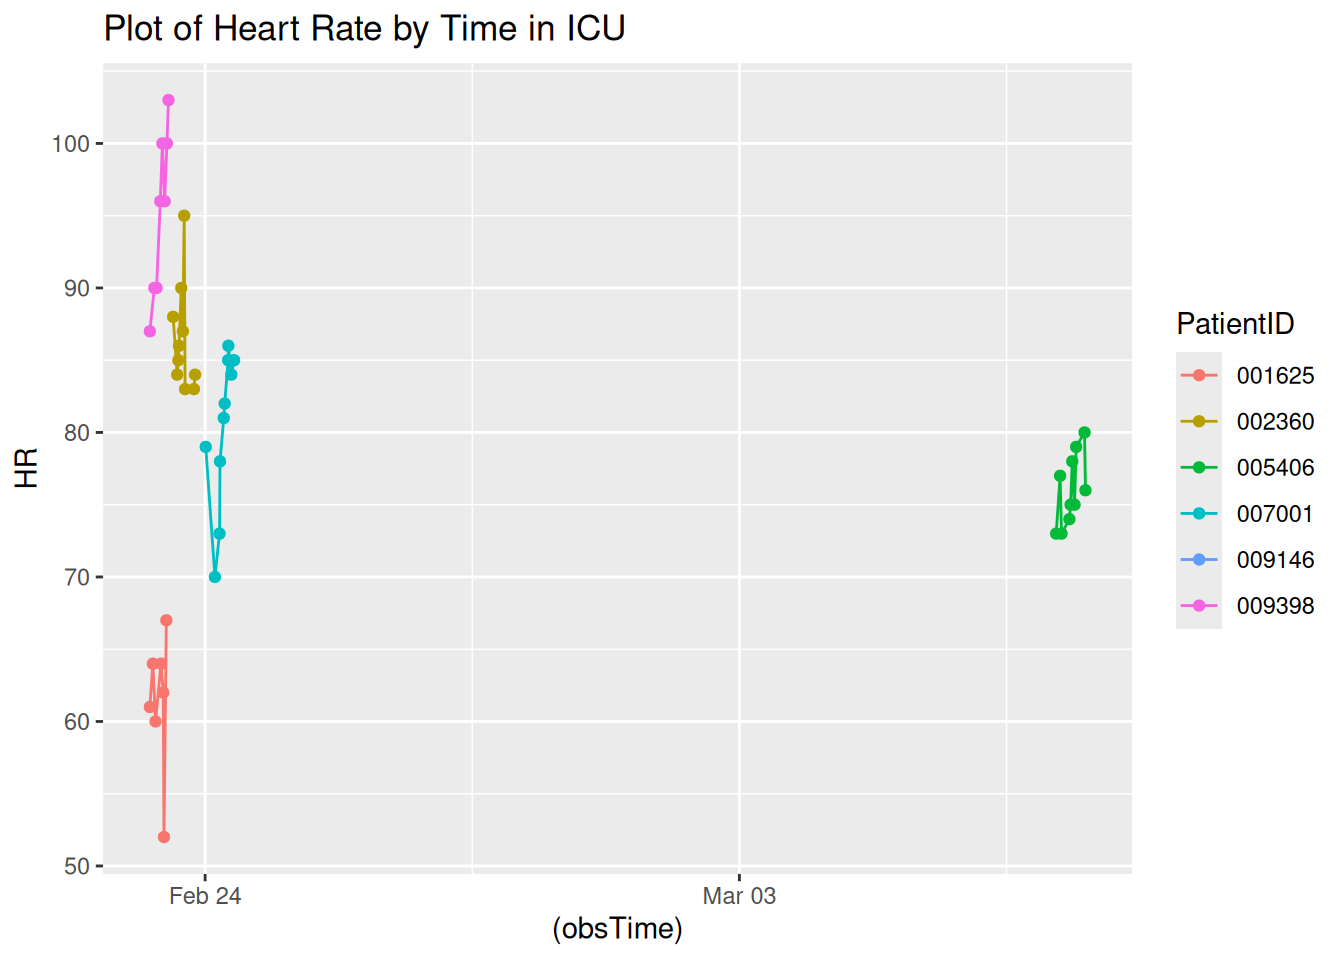 Plot of Heart Rate by Time in ICU
100
90
80
70
60
50
HR
Feb 24
Mar 03
(obsTime)
PatientID
001625
002360
005406
007001
009146
009398